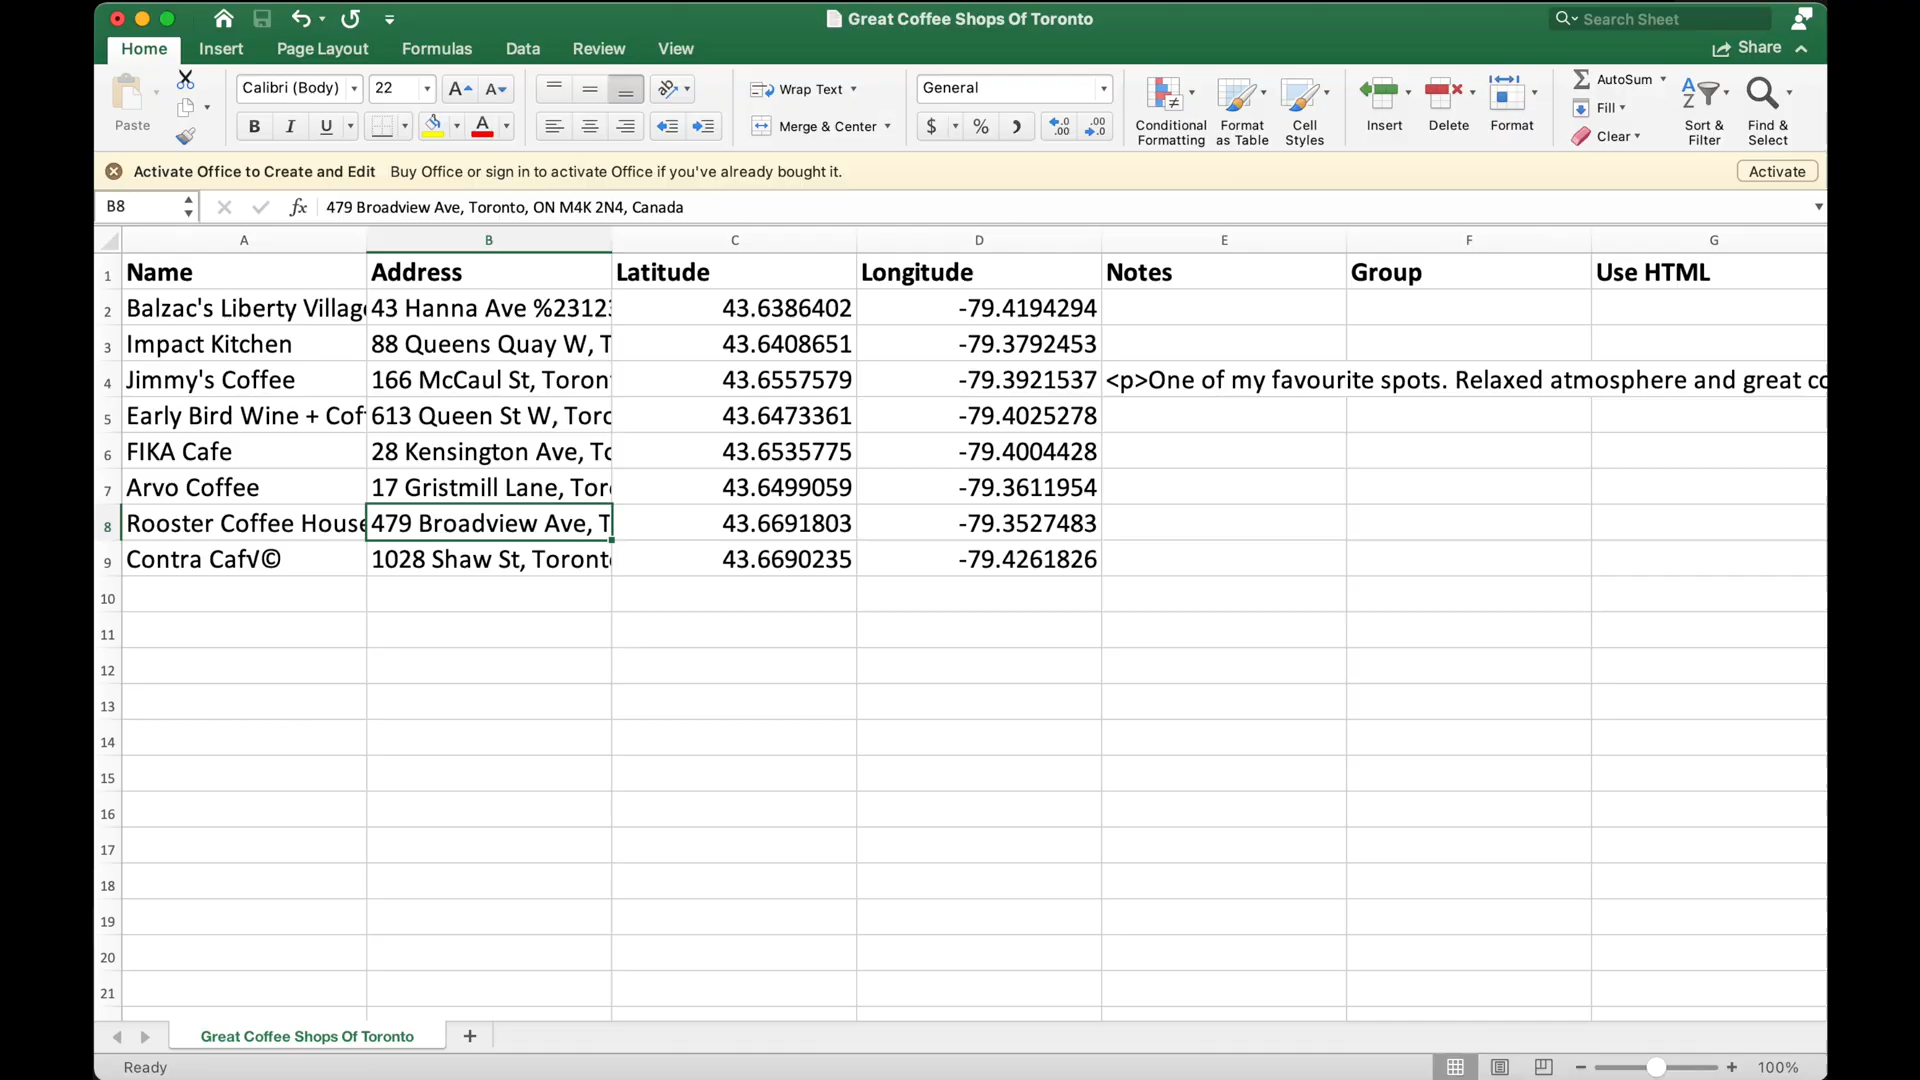 Great Coffee Shops Of Toronto
Search Sheet
Home Insert Page Layout Formulas Data Review View
Share
Paste
Calibri (Body) 22
B I U
Wrap Text
Merge & Center
General
$ %
Conditional Formatting
Format as Table
Cell Styles
Insert
Delete
Format
AutoSum
Fill
Clear
Sort & Filter
Find & Select
Activate Office to Create and Edit Buy Office or sign in to activate Office if you've already bought it. Activate
B8 fx 479 Broadview Ave, Toronto, ON M4K 2N4, Canada
A B C D E F G
1 Name Address Latitude Longitude Notes Group Use HTML
2 Balzac's Liberty Village 43 Hanna Ave %2312 43.6386402 -79.4194294
3 Impact Kitchen 88 Queens Quay W, T 43.6408651 -79.3792453
4 Jimmy's Coffee 166 McCaul St, Toron 43.6557579 -79.3921537 <p>One of my favourite spots. Relaxed atmosphere and great co
5 Early Bird Wine + Cof 613 Queen St W, Toro 43.6473361 -79.4025278
6 FIKA Cafe 28 Kensington Ave, To 43.6535775 -79.4004428
7 Arvo Coffee 17 Gristmill Lane, Toro 43.6499059 -79.3611954
8 Rooster Coffee House 479 Broadview Ave, T 43.6691803 -79.3527483
9 Contra Caf√© 1028 Shaw St, Toront 43.6690235 -79.4261826
10
11
12
13
14
15
16
17
18
19
20
21
Great Coffee Shops Of Toronto
Ready
100%